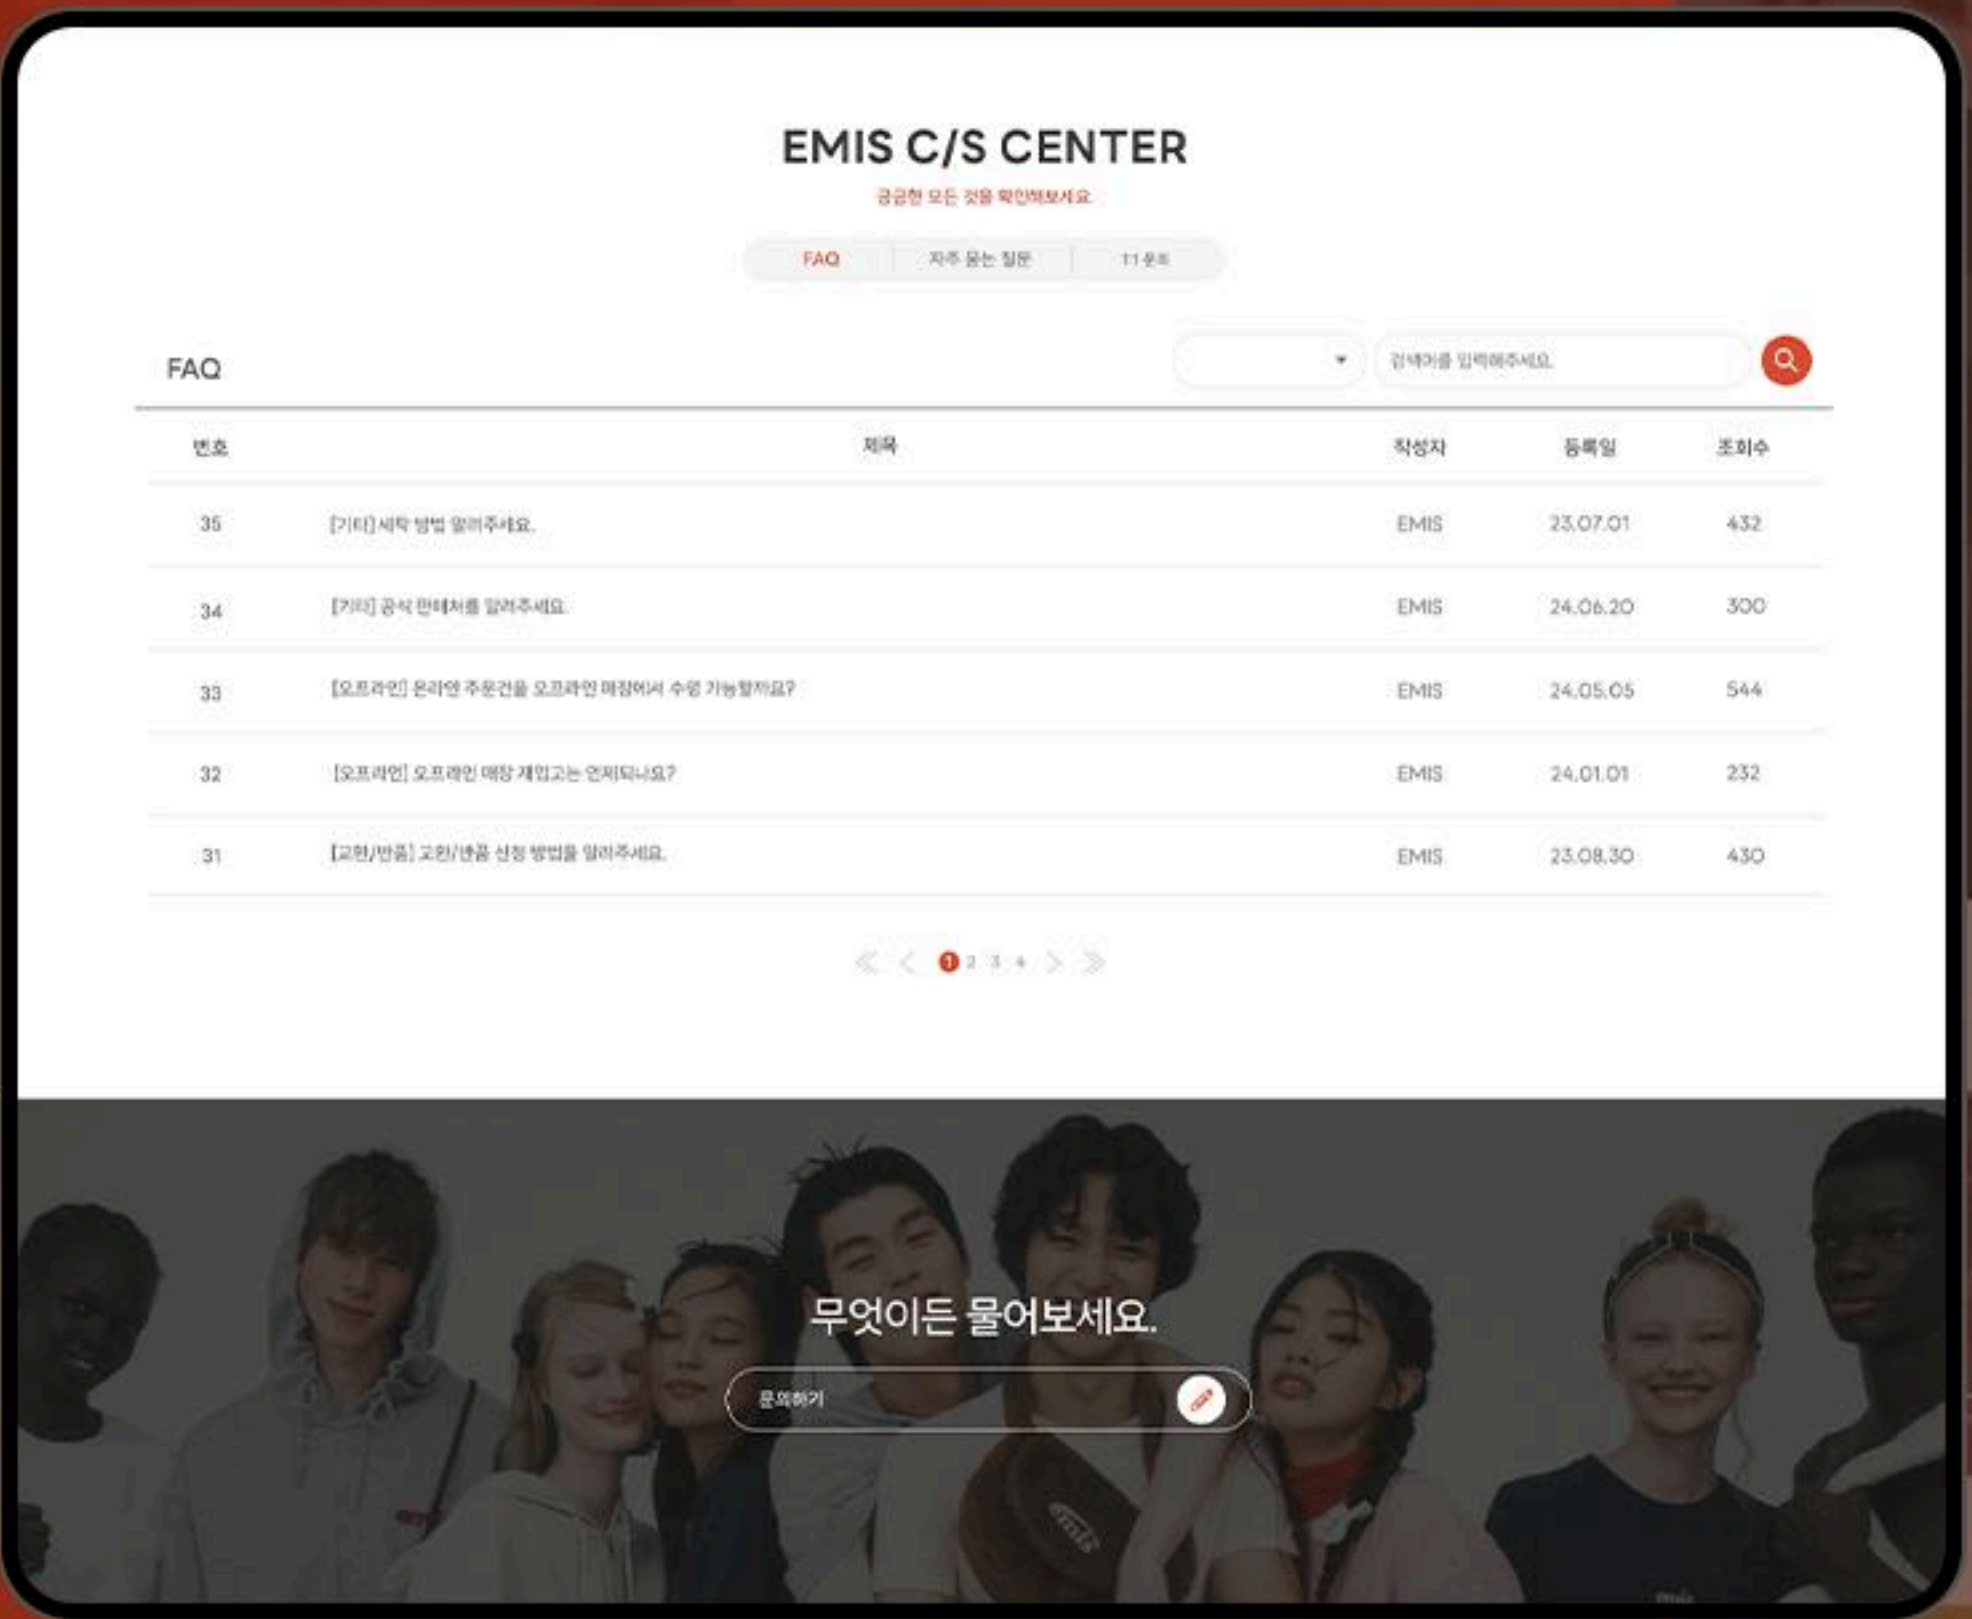 EMIS C/S CENTER
궁금한 모든 것을 확인해보세요.
FAQ 자주 묻는 질문 1:1 문의
FAQ 검색어를 입력해주세요.
번호 제목 작성자 등록일 조회수
35 [기타] 세탁 방법 알려주세요. EMIS 23.07.01 432
34 [기타] 공식 판매처를 알려주세요. EMIS 24.06.20 300
33 [오프라인] 온라인 주문건을 오프라인 매장에서 수령 가능할까요? EMIS 24.05.05 544
32 [오프라인] 오프라인 매장 재입고는 언제되나요? EMIS 24.01.01 232
31 [교환/반품] 교환/반품 신청 방법을 알려주세요. EMIS 23.08.30 430
1 2 3 4
무엇이든 물어보세요.
문의하기
emis